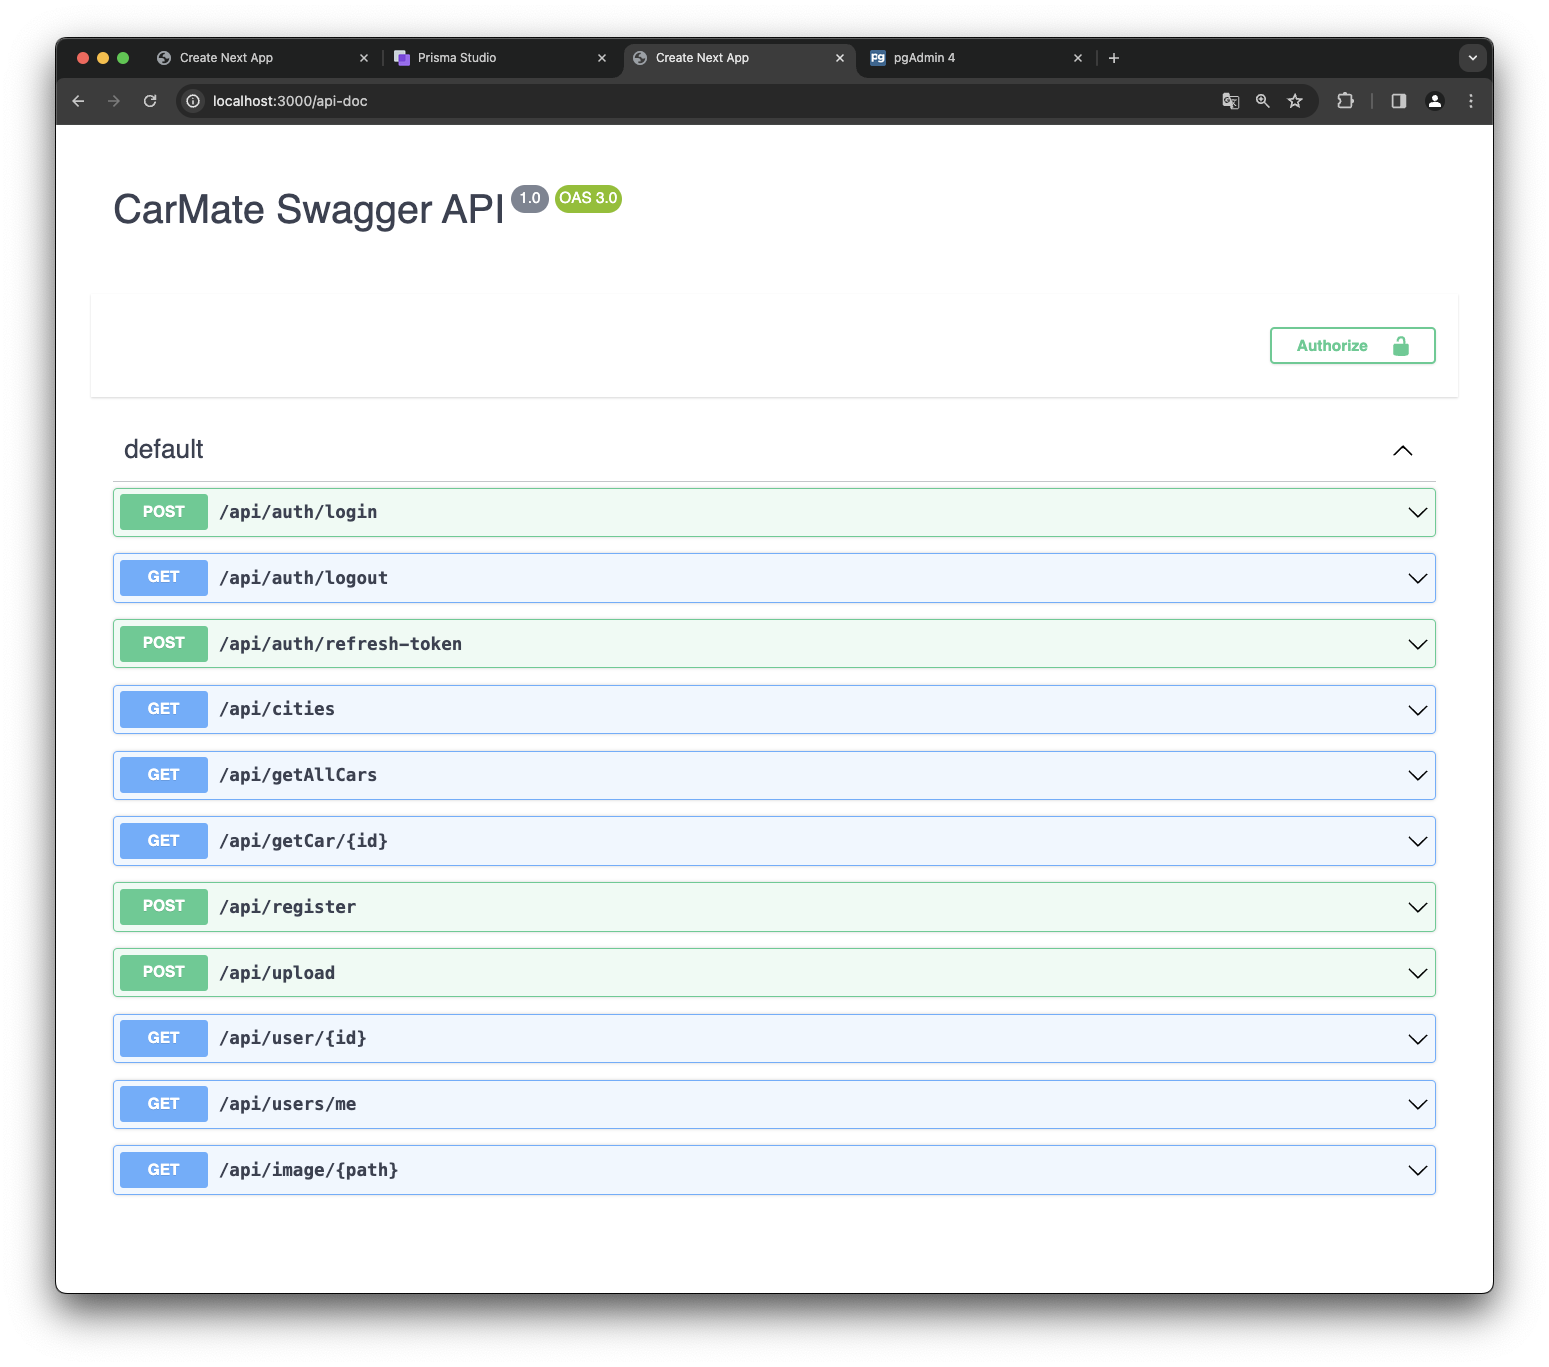 Create Next App
Prisma Studio
Create Next App
Pg pgAdmin 4
localhost:3000/api-doc
CarMate Swagger API 1.0 OAS 3.0
Authorize
default
POST /api/auth/login
GET /api/auth/logout
POST /api/auth/refresh-token
GET /api/cities
GET /api/getAllCars
GET /api/getCar/{id}
POST /api/register
POST /api/upload
GET /api/user/{id}
GET /api/users/me
GET /api/image/{path}